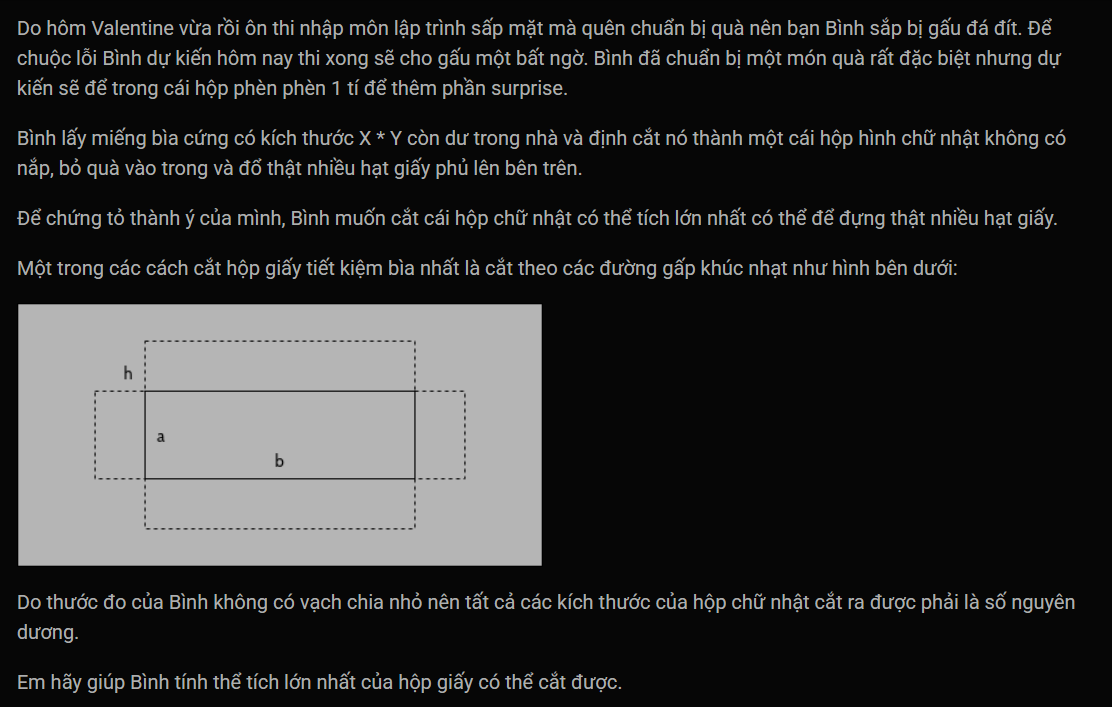 Do hôm Valentine vừa rồi ôn thi nhập môn lập trình sấp mặt mà quên chuẩn bị quà nên bạn Bình sắp bị gấu đá đít. Để
chuộc lỗi Bình dự kiến hôm nay thi xong sẽ cho gấu một bất ngờ. Bình đã chuẩn bị một món quà rất đặc biệt nhưng dự
kiến sẽ để trong cái hộp phèn phèn 1 tí để thêm phần surprise.
Bình lấy miếng bìa cứng có kích thước X * Y còn dư trong nhà và định cắt nó thành một cái hộp hình chữ nhật không có
nắp, bỏ quà vào trong và đổ thật nhiều hạt giấy phủ lên bên trên.
Để chứng tỏ thành ý của mình, Bình muốn cắt cái hộp chữ nhật có thể tích lớn nhất có thể để đựng thật nhiều hạt giấy.
Một trong các cách cắt hộp giấy tiết kiệm bìa nhất là cắt theo các đường gấp khúc nhạt như hình bên dưới:
h
a
b
Do thước đo của Bình không có vạch chia nhỏ nên tất cả các kích thước của hộp chữ nhật cắt ra được phải là số nguyên
dương.
Em hãy giúp Bình tính thể tích lớn nhất của hộp giấy có thể cắt được.